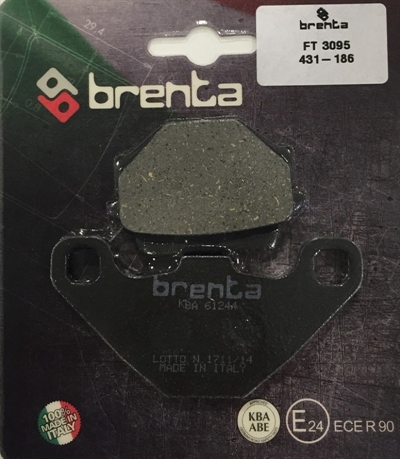 brenta
FT 3095
431-186
brenta
brenta
KBA 61244
LOTTO N 1711/14
MADE IN ITALY
100%
MADE IN
ITALY
KBA
ABE
E24 ECE R 90